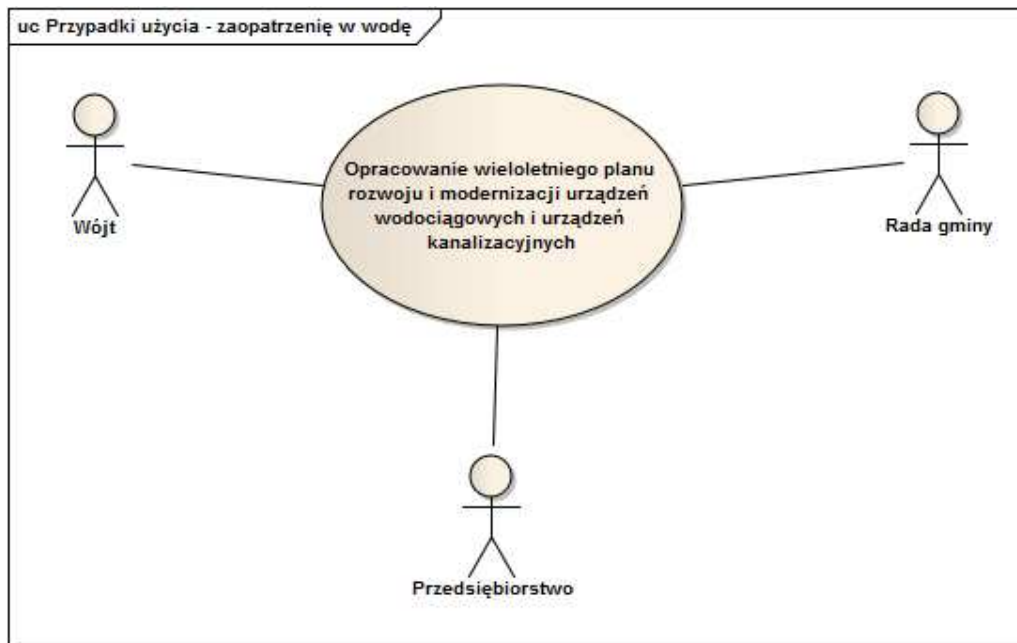 uc Przypadki użycia - zaopatrzenię w wodę
Opracowanie wieloletniego planu
rozwoju i modernizacji urządzeń
wodociągowych i urządzeń
kanalizacyjnych
Wójt
Rada gminy
Przedsiębiorstwo